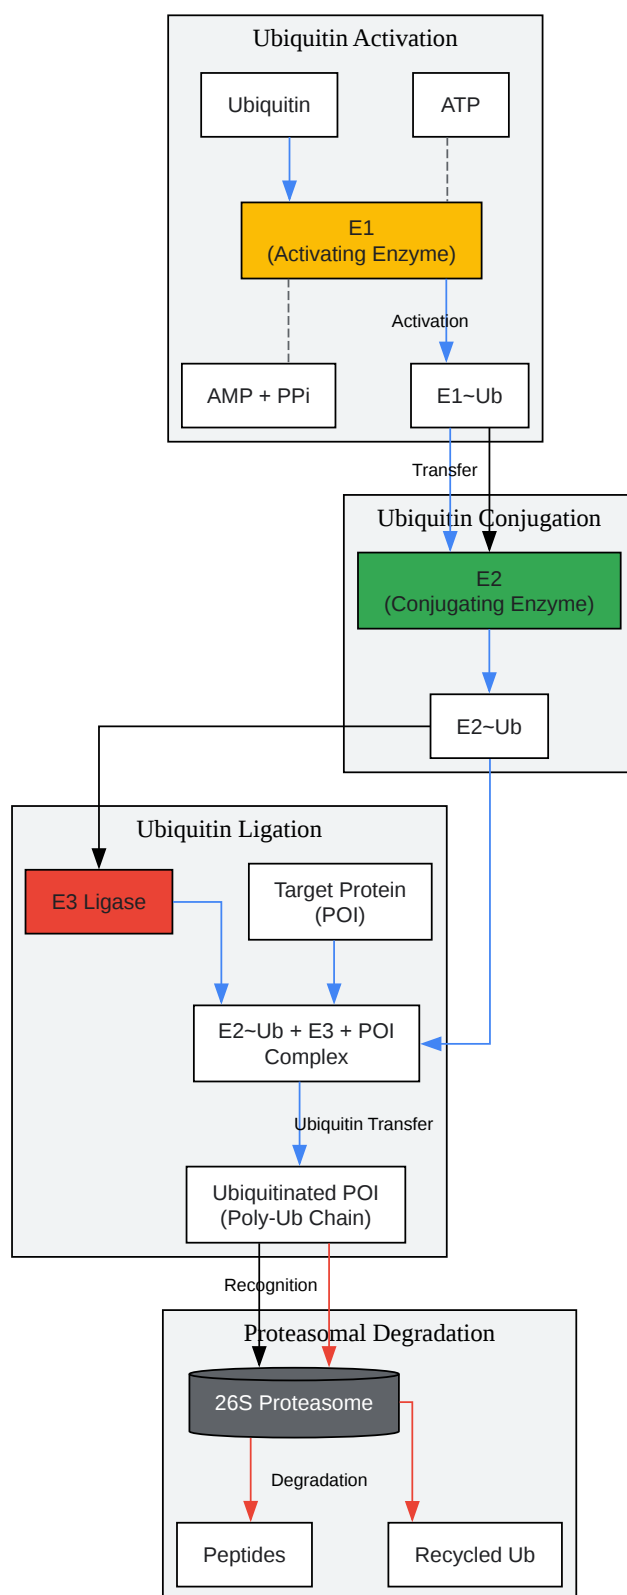 Ubiquitin Activation
Ubiquitin
ATP
E1
(Activating Enzyme)
Activation
AMP + PPi
E1~Ub
Transfer
Ubiquitin Conjugation
E2
(Conjugating Enzyme)
E2~Ub
Ubiquitin Ligation
E3 Ligase
Target Protein
(POI)
E2~Ub + E3 + POI
Complex
Ubiquitin Transfer
Ubiquitinated POI
(Poly-Ub Chain)
Recognition
Proteasomal Degradation
26S Proteasome
Degradation
Peptides
Recycled Ub